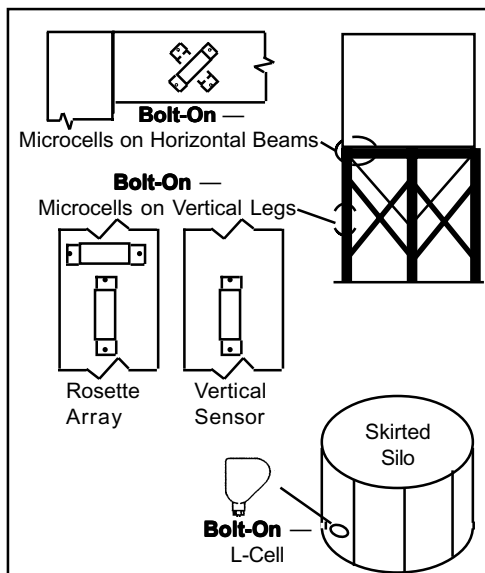 Bolt-On —
Microcells on Horizontal Beams
Bolt-On —
Microcells on Vertical Legs
Rosette
Array
Vertical
Sensor
Skirted
Silo
Bolt-On —
L-Cell